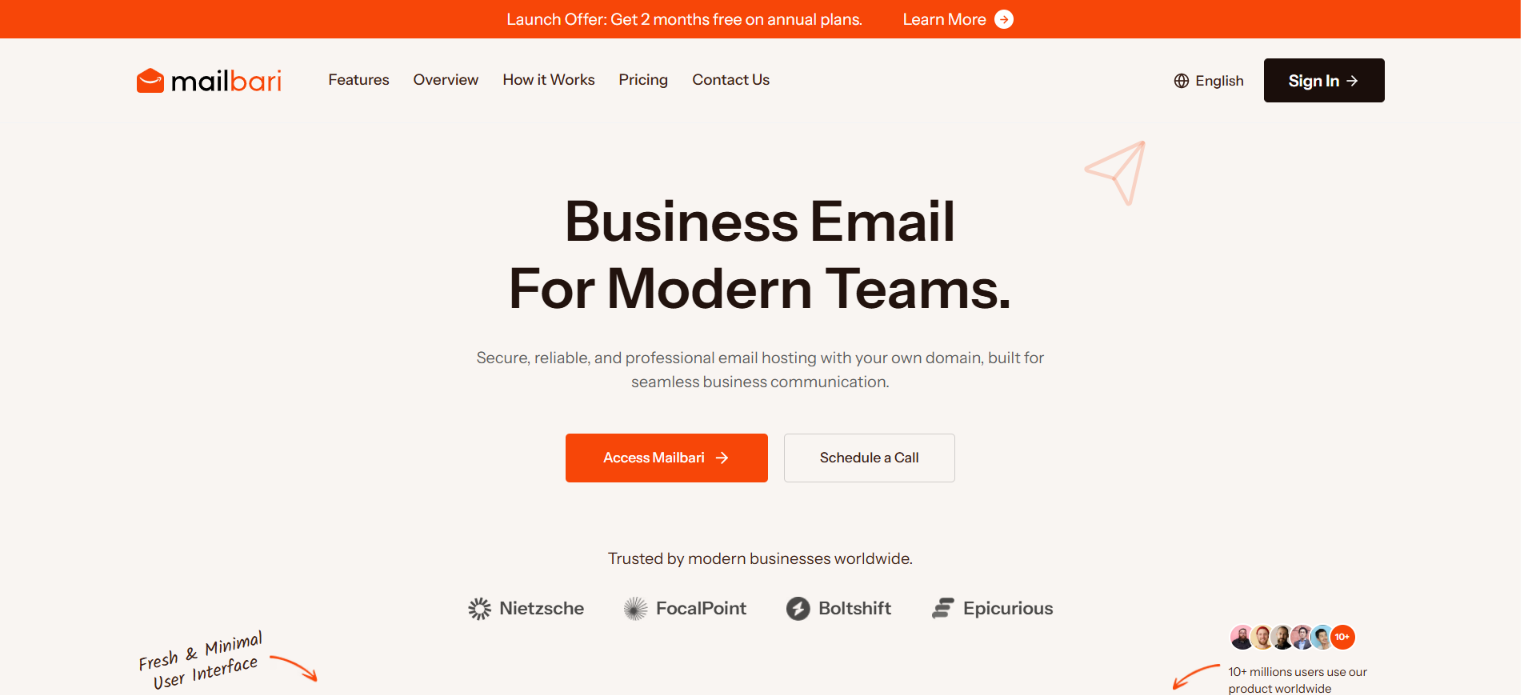 Launch Offer: Get 2 months free on annual plans. Learn More
mailbari Features Overview How it Works Pricing Contact Us English Sign In
Business Email
For Modern Teams.
Secure, reliable, and professional email hosting with your own domain, built for
seamless business communication.
Access Mailbari Schedule a Call
Trusted by modern businesses worldwide.
Nietzsche FocalPoint Boltshift Epicurious
Fresh & Minimal
User Interface
10+
10+ millions users use our
product worldwide